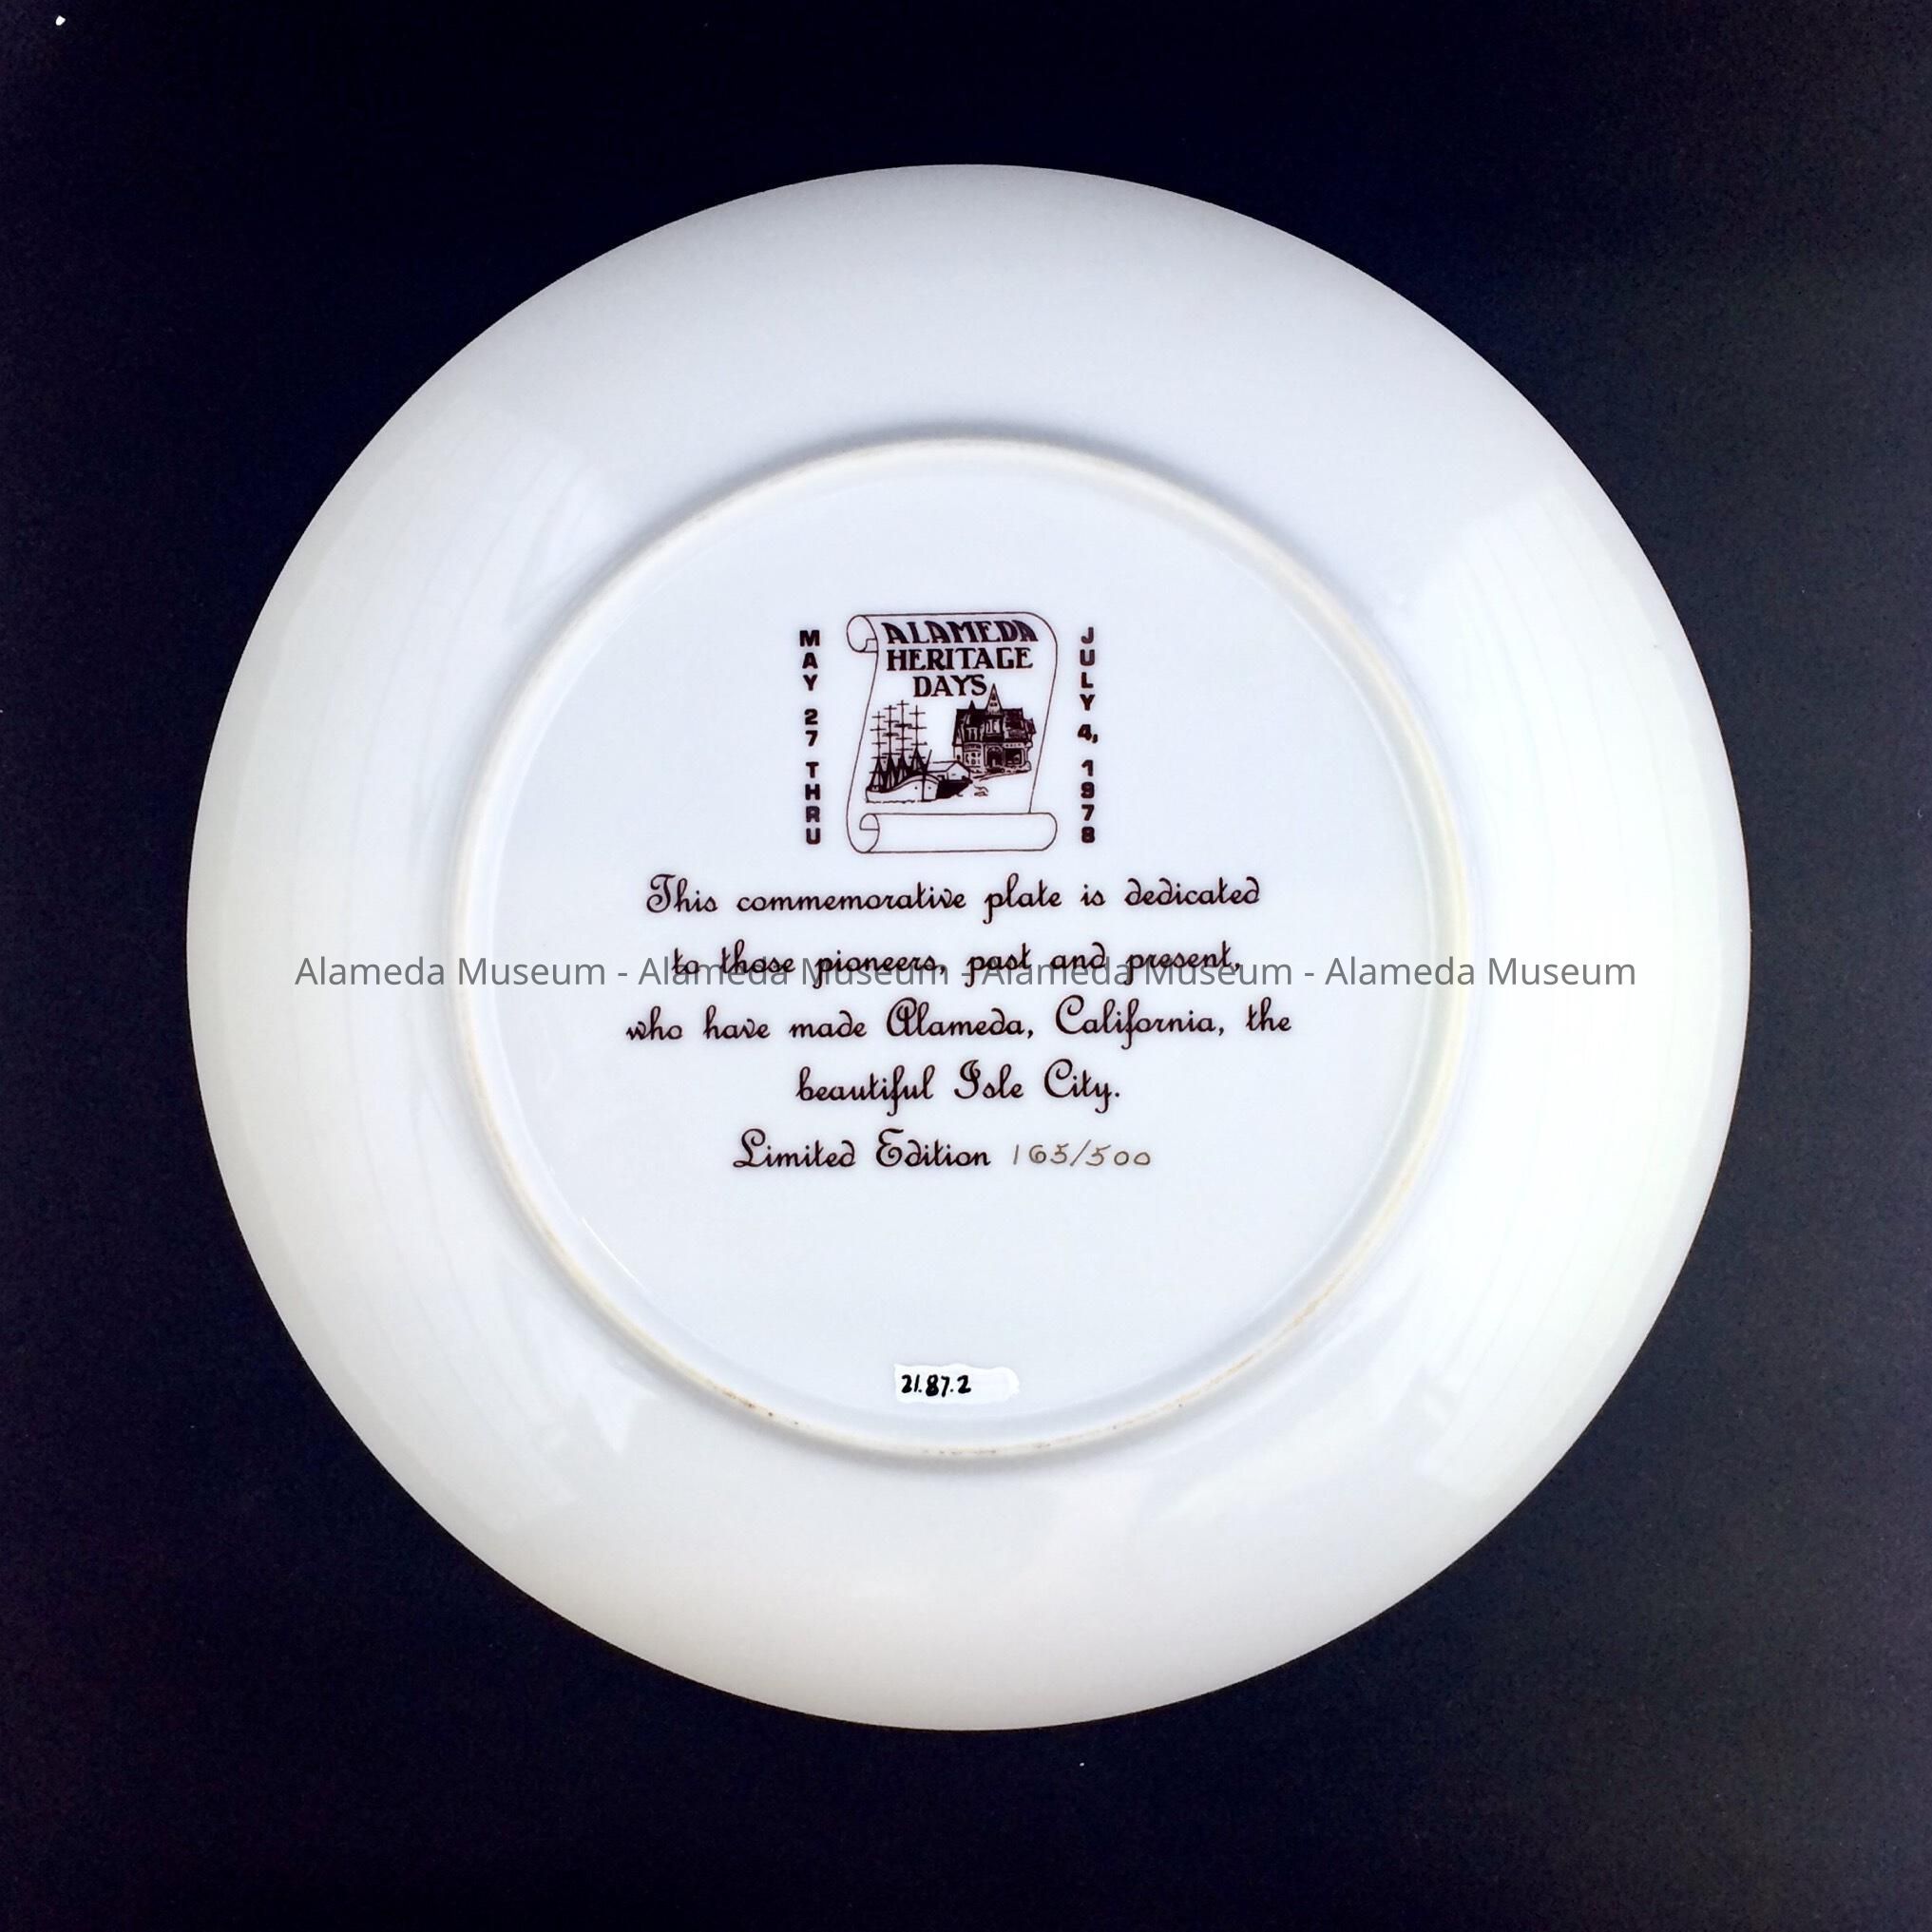 MAY 27 THRU
ALAMEDA
HERITAGE
DAYS
JULY 4, 1978
This commemorative plate is dedicated
to those pioneers, past and present,
Alameda Museum - Alameda Museum - Alameda Museum - Alameda Museum
who have made Alameda, California, the
beautiful Isle City.
Limited Edition 165/500
21.87.2